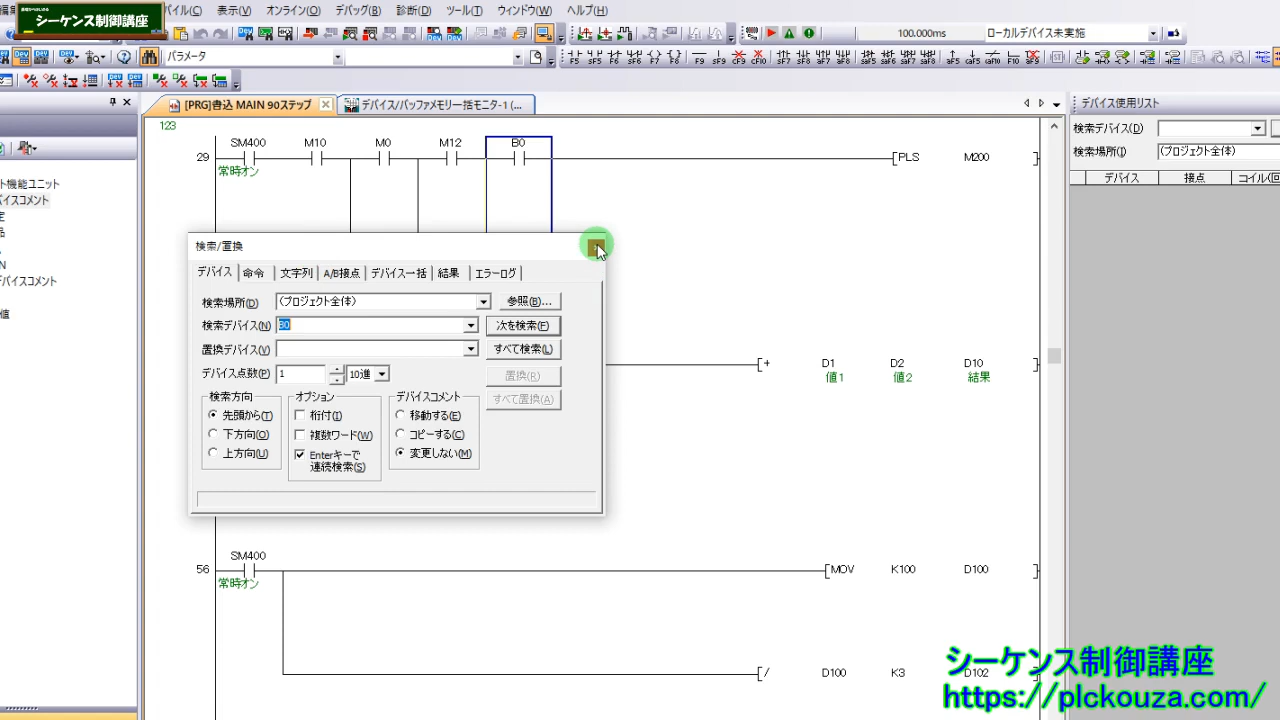 シーケンス制御講座
ァイル(F) 表示(V) オンライン(O) デバッグ(B) 診断(D) ツール(T) ウィンドウ(W) ヘルプ(H)
100.000ms
ローカルデバイス未実施
パラメータ
[PRG]書込 MAIN 90ステップ
デバイス/バッファメモリ一括モニタ-1 (...
デバイス使用リスト
123
SM400 M10 M0 M12 B0
29
PLS M200
常時オン
検索デバイス(D)
検索場所(I)
(プロジェクト全体)
デバイス 接点 コイル(回
ト機能ユニット
バイスコメント
定
品
N
デバイスコメント
値
検索/置換
デバイス 命令 文字列 A/B接点 デバイス一括 結果 エラーログ
検索場所(D) (プロジェクト全体) 参照(B)...
検索デバイス(N) B0 次を検索(F)
置換デバイス(V) すべて検索(L)
デバイス点数(P) 1 10進 置換(R)
すべて置換(A)
検索方向 オプション デバイスコメント
先頭から(T) 桁付(I) 移動する(E)
下方向(O) 複数ワード(W) コピーする(C)
上方向(U) Enterキーで 変更しない(M)
連続検索(S)
+ D1 D2 D10
値1 値2 結果
SM400
56
MOV K100 D100
常時オン
/ D100 K3 D102
シーケンス制御講座
https://plckouza.com/